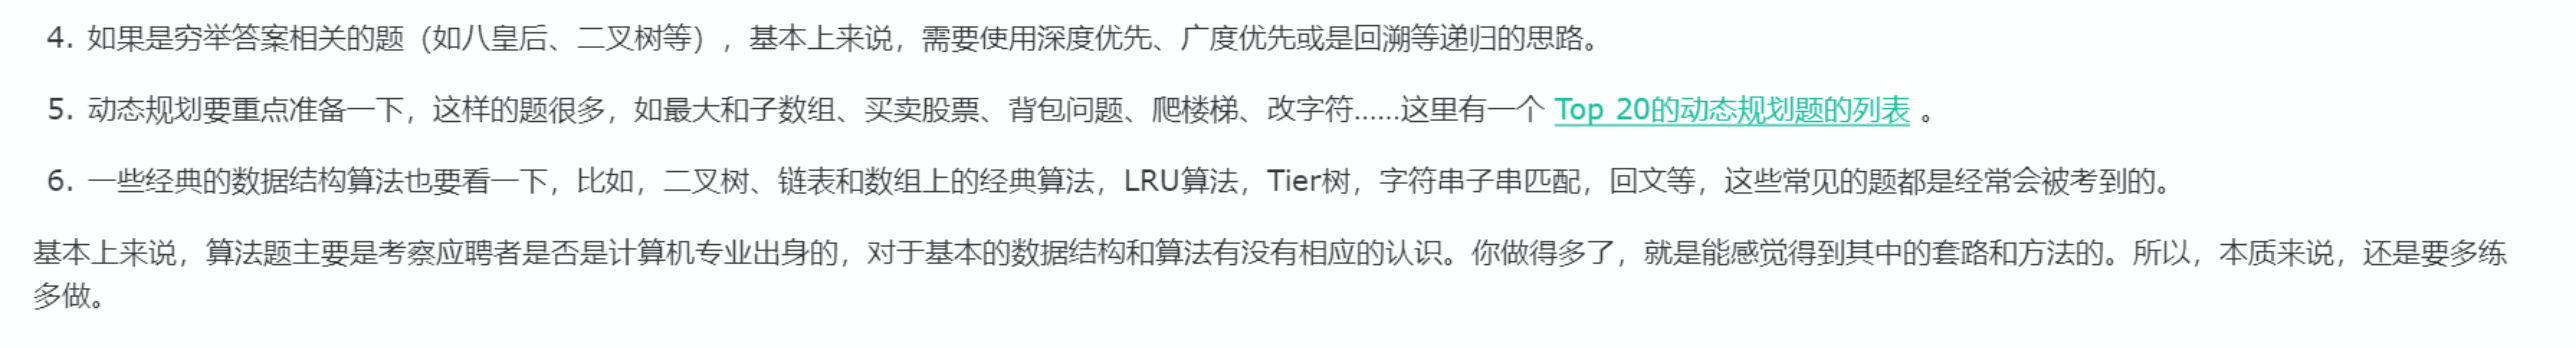 4. 如果是穷举答案相关的题（如八皇后、二叉树等），基本上来说，需要使用深度优先、广度优先或是回溯等递归的思路。
5. 动态规划要重点准备一下，这样的题很多，如最大和子数组、买卖股票、背包问题、爬楼梯、改字符……这里有一个 Top 20的动态规划题的列表 。
6. 一些经典的数据结构算法也要看一下，比如，二叉树、链表和数组上的经典算法，LRU算法，Tier树，字符串子串匹配，回文等，这些常见的题都是经常会被考到的。
基本上来说，算法题主要是考察应聘者是否是计算机专业出身的，对于基本的数据结构和算法有没有相应的认识。你做得多了，就是能感觉得到其中的套路和方法的。所以，本质来说，还是要多练
多做。